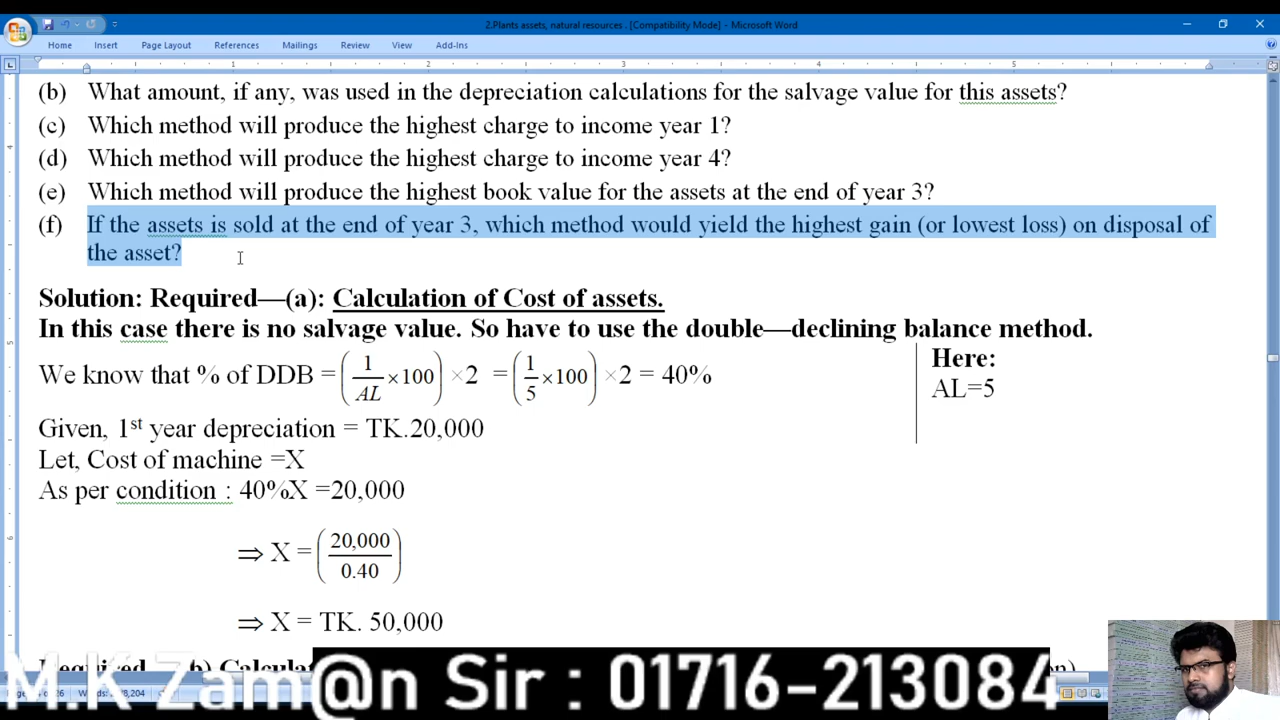 2.Plants assets, natural resources . [Compatibility Mode] - Microsoft Word
Home Insert Page Layout References Mailings Review View Add-Ins
1 2 3 4 5
(b) What amount, if any, was used in the depreciation calculations for the salvage value for this assets?
(c) Which method will produce the highest charge to income year 1?
(d) Which method will produce the highest charge to income year 4?
(e) Which method will produce the highest book value for the assets at the end of year 3?
(f) If the assets is sold at the end of year 3, which method would yield the highest gain (or lowest loss) on disposal of
the asset?
Solution: Required—(a): Calculation of Cost of assets.
In this case there is no salvage value. So have to use the double—declining balance method.
We know that % of DDB = (1/AL ×100) ×2 = (1/5 ×100) ×2 = 40%
Here:
AL=5
Given, 1st year depreciation = TK.20,000
Let, Cost of machine =X
As per condition : 40%X =20,000
⇒ X = (20,000/0.40)
⇒ X = TK. 50,000
M.K Zam@n Sir : 01716-213084